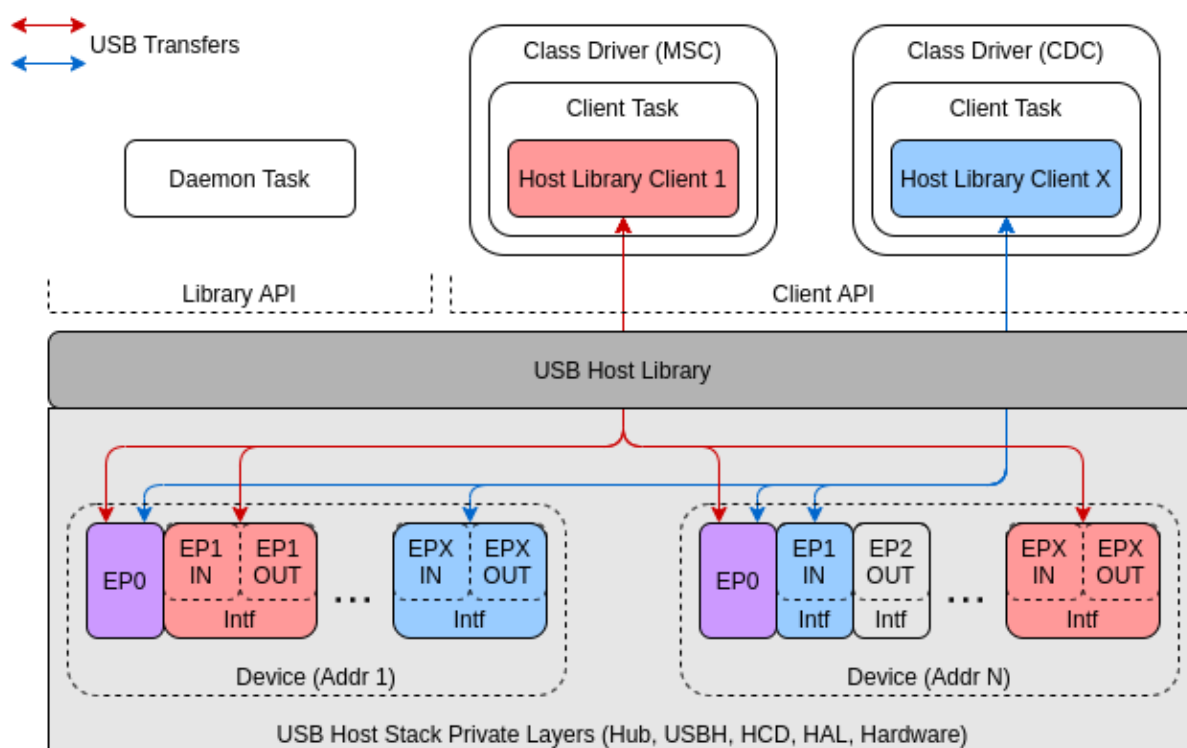 USB Transfers
Class Driver (MSC)
Class Driver (CDC)
Client Task
Client Task
Daemon Task
Host Library Client 1
Host Library Client X
Library API
Client API
USB Host Library
EP0
EP1
IN
EP1
OUT
Intf
...
EPX
IN
EPX
OUT
Intf
Device (Addr 1)
EP0
EP1
IN
Intf
EP2
OUT
Intf
...
EPX
IN
EPX
OUT
Intf
Device (Addr N)
USB Host Stack Private Layers (Hub, USBH, HCD, HAL, Hardware)